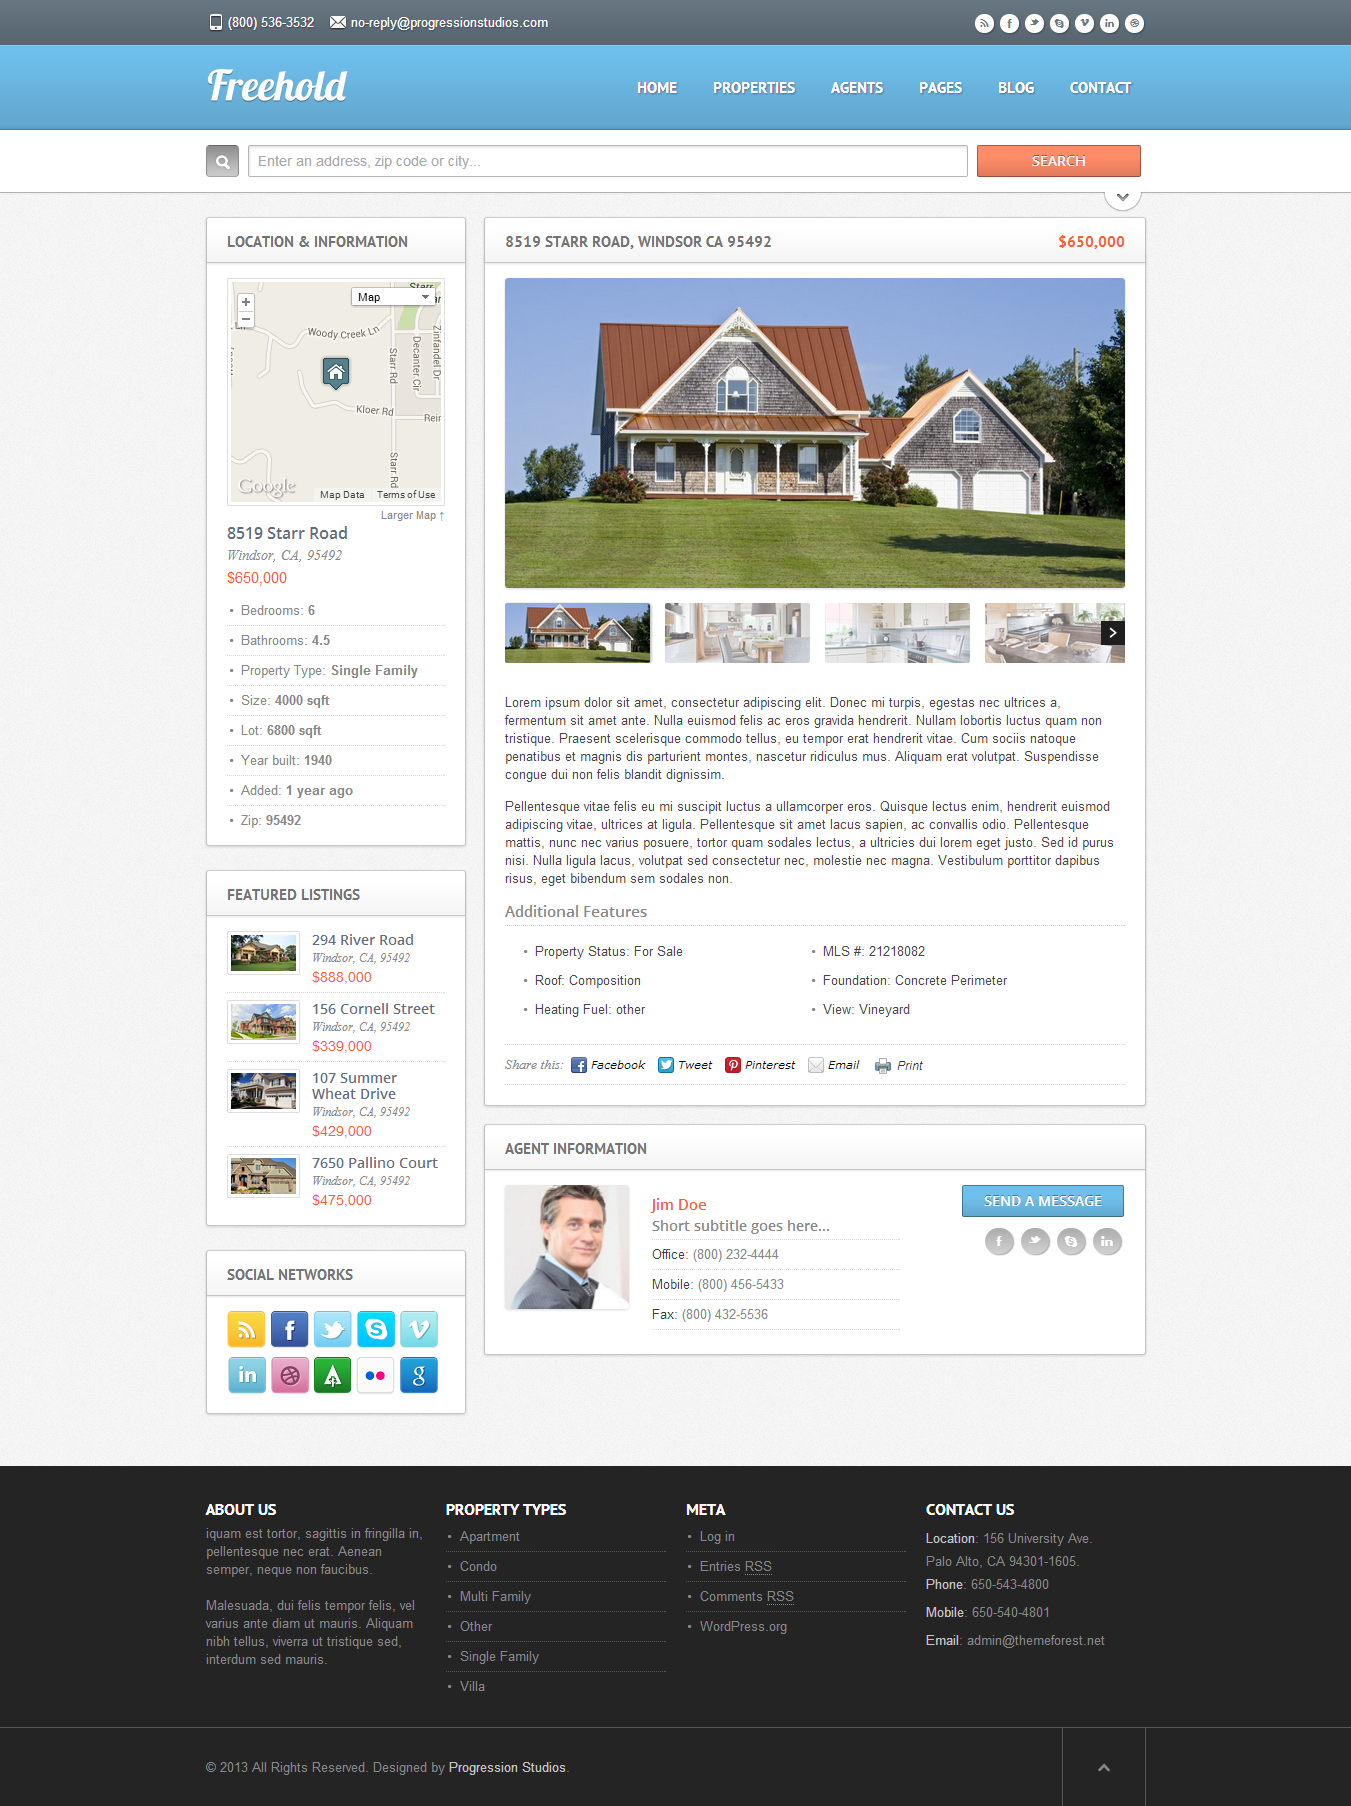 (800) 536-3532 no-reply@progressionstudios.com
Freehold
HOME PROPERTIES AGENTS PAGES BLOG CONTACT
Enter an address, zip code or city... SEARCH
LOCATION & INFORMATION
Map
Starr
Woody Creek Ln
Starr Rd
Decanter Cir
Zinfandel Dr
Kloer Rd
Rein
Starr Rd
Google Map Data Terms of Use
Larger Map ↑
8519 Starr Road
Windsor, CA, 95492
$650,000
• Bedrooms: 6
• Bathrooms: 4.5
• Property Type: Single Family
• Size: 4000 sqft
• Lot: 6800 sqft
• Year built: 1940
• Added: 1 year ago
• Zip: 95492
FEATURED LISTINGS
294 River Road
Windsor, CA, 95492
$888,000
156 Cornell Street
Windsor, CA, 95492
$339,000
107 Summer
Wheat Drive
Windsor, CA, 95492
$429,000
7650 Pallino Court
Windsor, CA, 95492
$475,000
SOCIAL NETWORKS
8519 STARR ROAD, WINDSOR CA 95492 $650,000
Lorem ipsum dolor sit amet, consectetur adipiscing elit. Donec mi turpis, egestas nec ultrices a,
fermentum sit amet ante. Nulla euismod felis ac eros gravida hendrerit. Nullam lobortis luctus quam non
tristique. Praesent scelerisque commodo tellus, eu tempor erat hendrerit vitae. Cum sociis natoque
penatibus et magnis dis parturient montes, nascetur ridiculus mus. Aliquam erat volutpat. Suspendisse
congue dui non felis blandit dignissim.
Pellentesque vitae felis eu mi suscipit luctus a ullamcorper eros. Quisque lectus enim, hendrerit euismod
adipiscing vitae, ultrices at ligula. Pellentesque sit amet lacus sapien, ac convallis odio. Pellentesque
mattis, nunc nec varius posuere, tortor quam sodales lectus, a ultricies dui lorem eget justo. Sed id purus
nisi. Nulla ligula lacus, volutpat sed consectetur nec, molestie nec magna. Vestibulum porttitor dapibus
risus, eget bibendum sem sodales non.
Additional Features
• Property Status: For Sale • MLS #: 21218082
• Roof: Composition • Foundation: Concrete Perimeter
• Heating Fuel: other • View: Vineyard
Share this: Facebook Tweet Pinterest Email Print
AGENT INFORMATION
Jim Doe
Short subtitle goes here...
Office: (800) 232-4444
Mobile: (800) 456-5433
Fax: (800) 432-5536
SEND A MESSAGE
ABOUT US
iquam est tortor, sagittis in fringilla in,
pellentesque nec erat. Aenean
semper, neque non faucibus.
Malesuada, dui felis tempor felis, vel
varius ante diam ut mauris. Aliquam
nibh tellus, viverra ut tristique sed,
interdum sed mauris.
PROPERTY TYPES
• Apartment
• Condo
• Multi Family
• Other
• Single Family
• Villa
META
• Log in
• Entries RSS
• Comments RSS
• WordPress.org
CONTACT US
Location: 156 University Ave.
Palo Alto, CA 94301-1605.
Phone: 650-543-4800
Mobile: 650-540-4801
Email: admin@themeforest.net
© 2013 All Rights Reserved. Designed by Progression Studios.